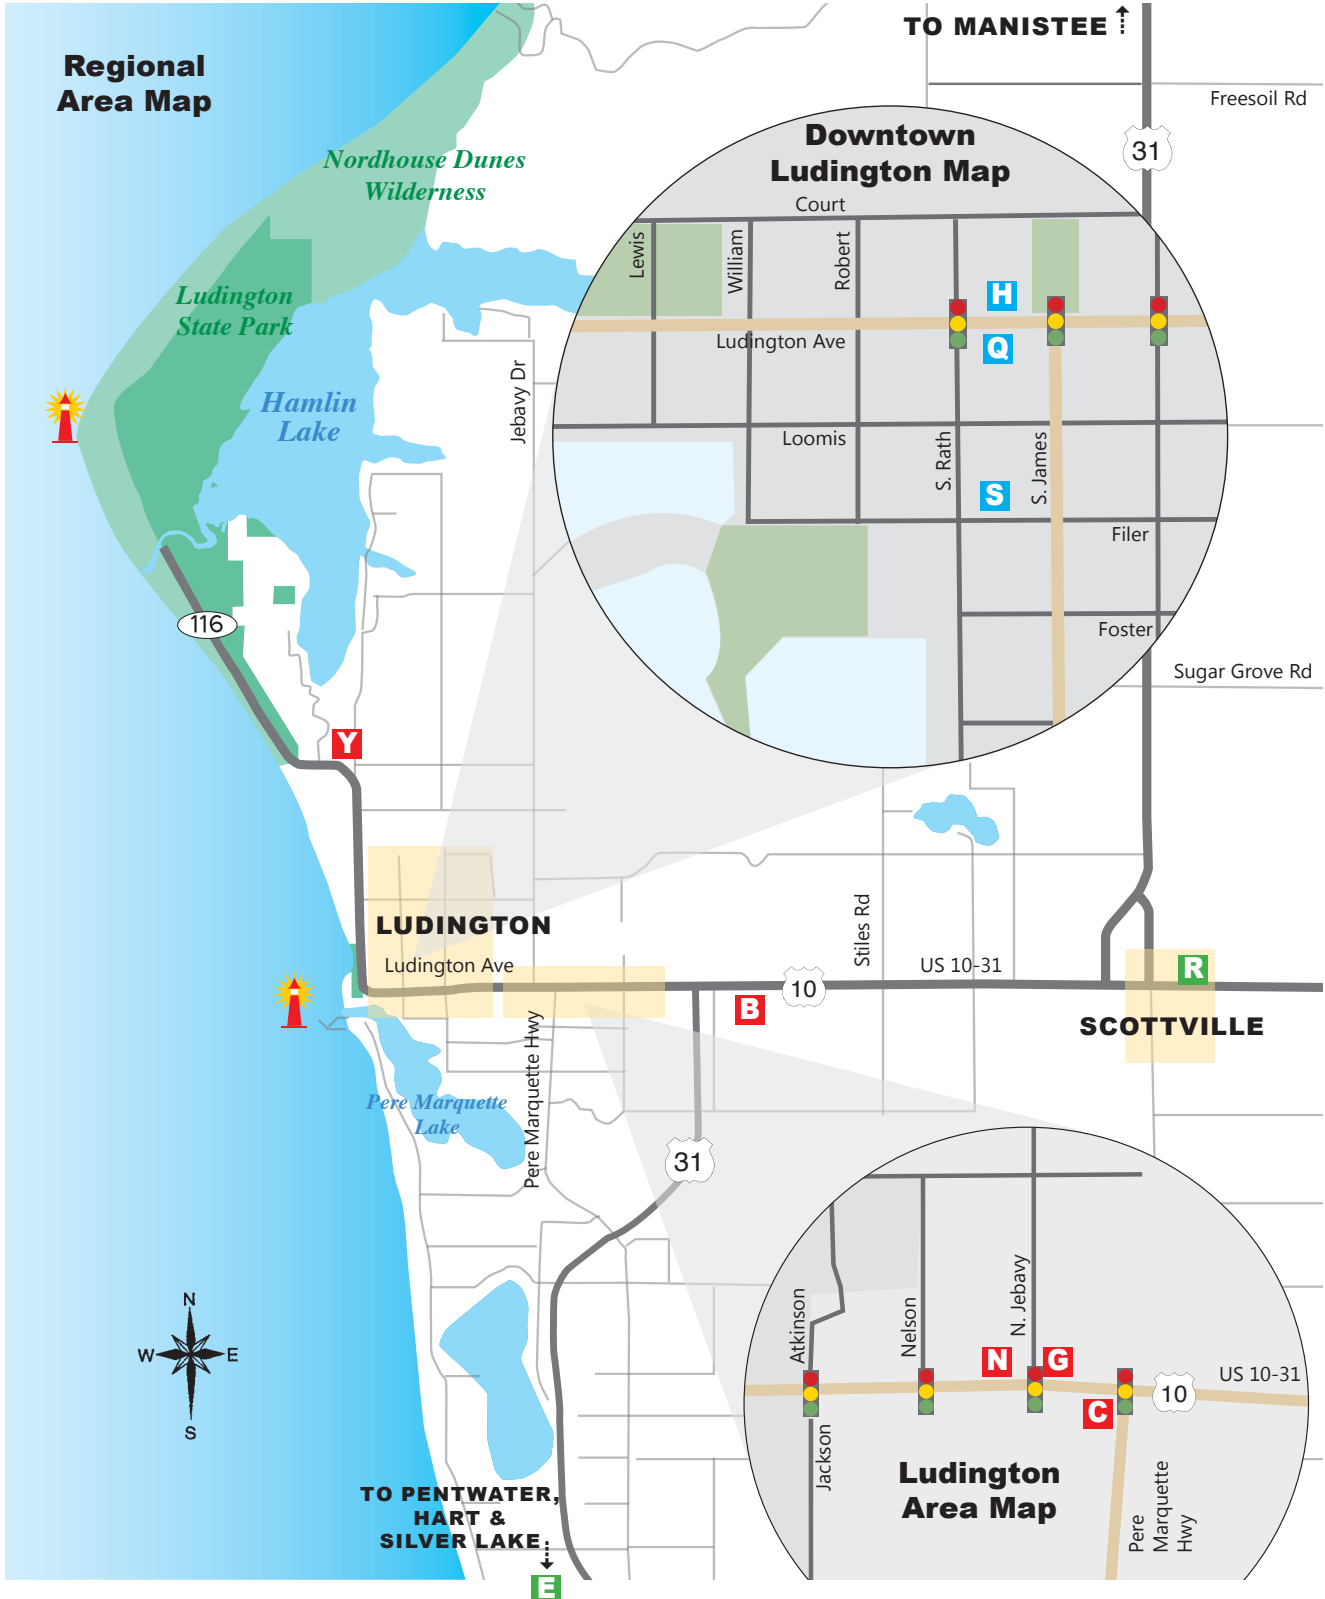 TO MANISTEE
Regional
Area Map
Freesoil Rd
31
Downtown
Ludington Map
Nordhouse Dunes
Wilderness
Court
Lewis
William
Robert
H
Ludington
State Park
Ludington Ave
Q
Jebavy Dr
Hamlin
Lake
Loomis
S. Rath
S. James
S
Filer
116
Foster
Sugar Grove Rd
Y
LUDINGTON
Ludington Ave
Stiles Rd
US 10-31
R
10
B
SCOTTVILLE
Pere Marquette Hwy
Pere Marquette
Lake
31
N
W
E
S
Atkinson
Nelson
N. Jebavy
N
G
US 10-31
10
C
Jackson
Ludington
Area Map
Pere
Marquette
Hwy
TO PENTWATER,
HART &
SILVER LAKE
E